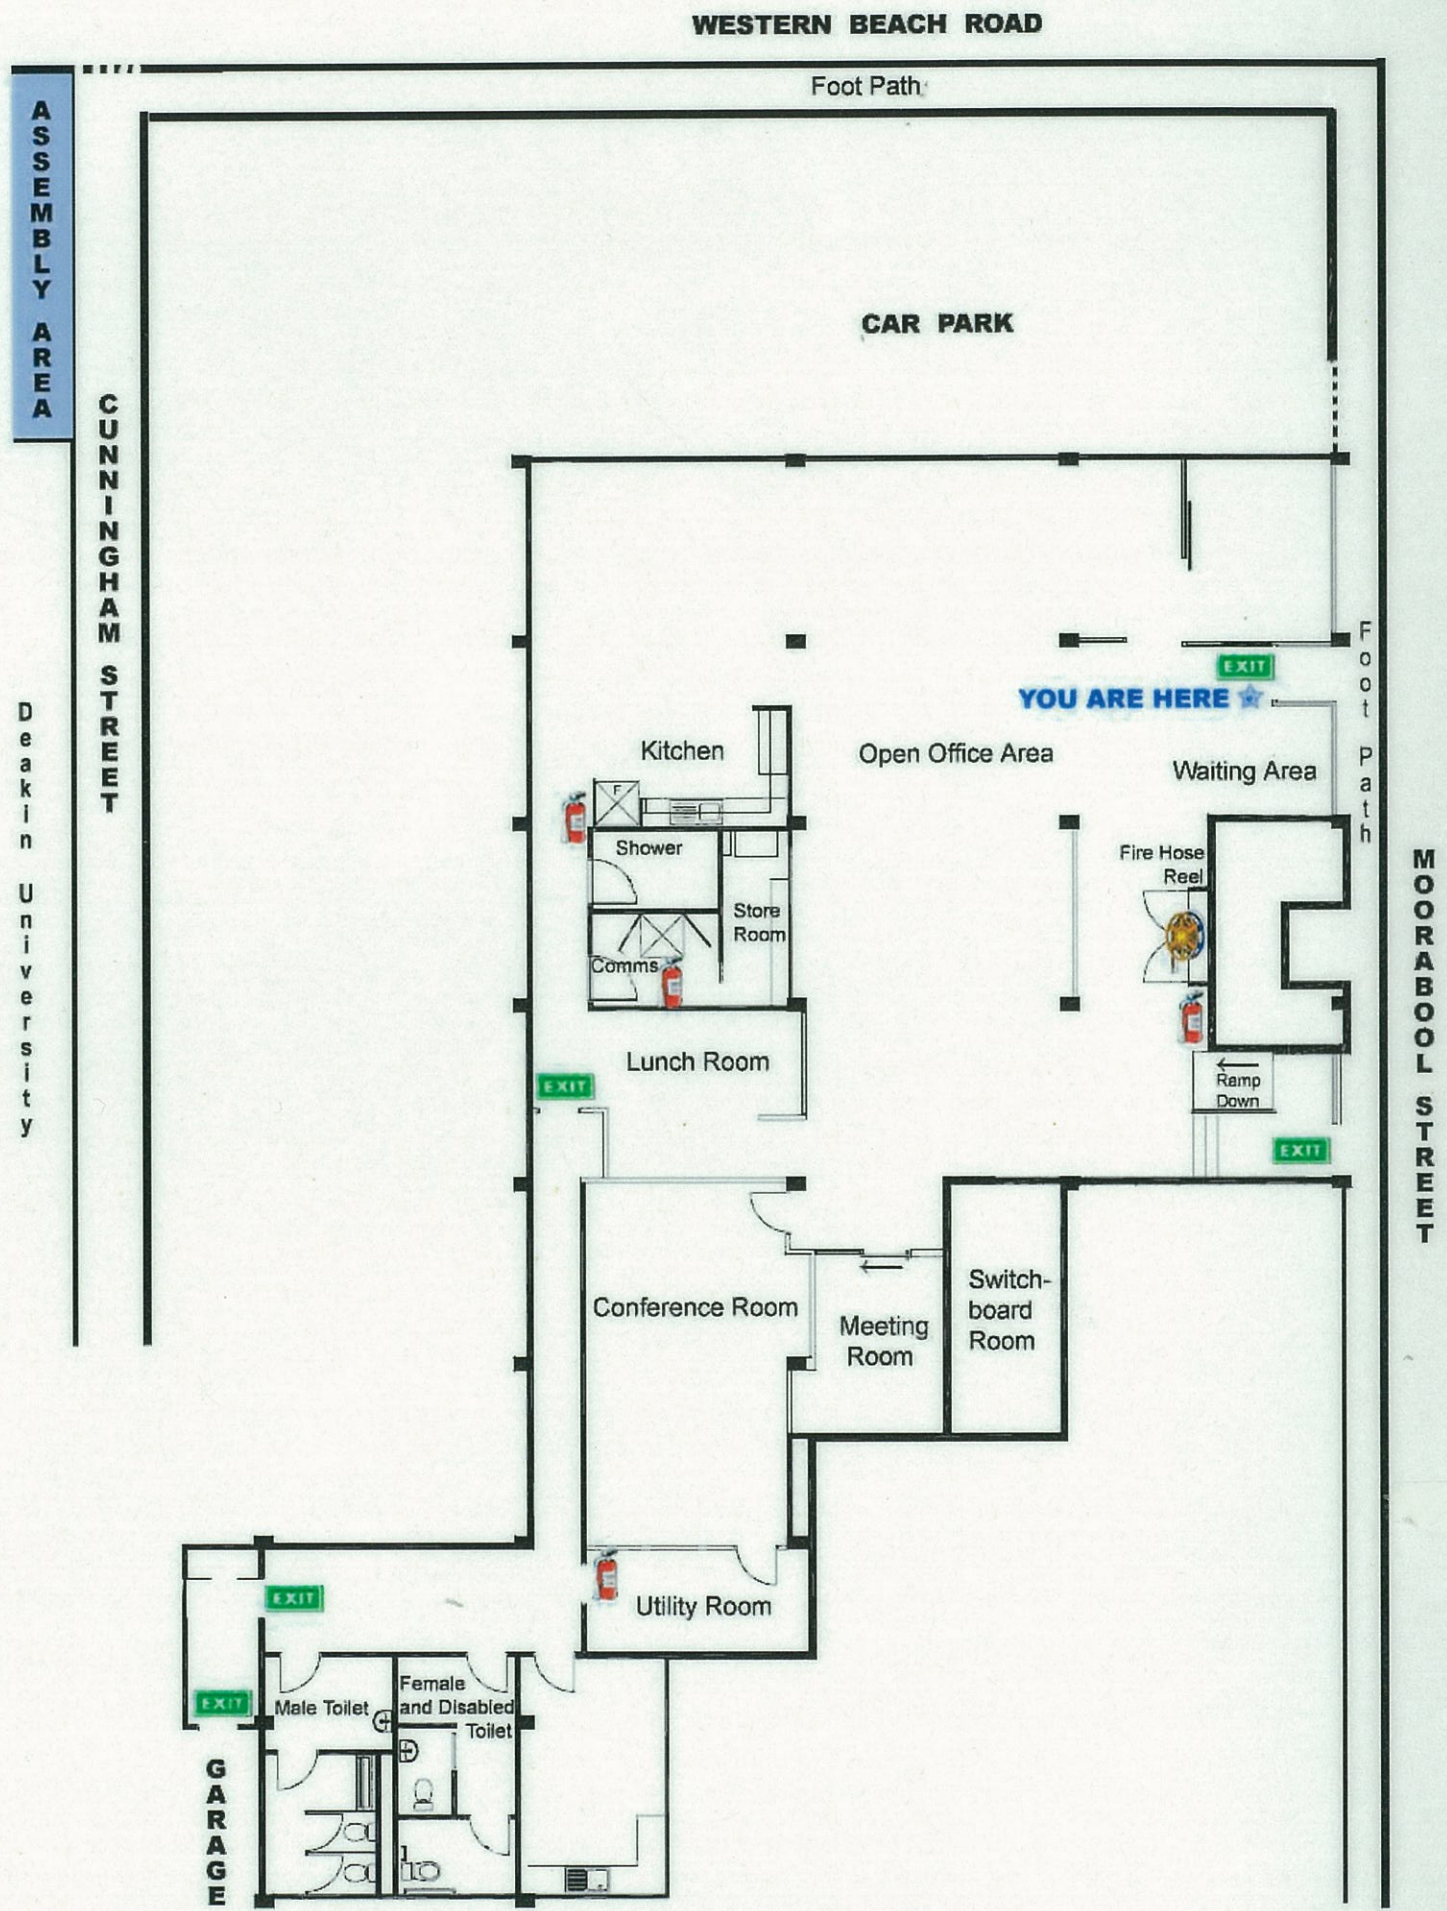 WESTERN BEACH ROAD
Foot Path
ASSEMBLY AREA
CAR PARK
CUNNINGHAM STREET
Foot Path
EXIT
YOU ARE HERE
Deakin University
Kitchen
Open Office Area
Waiting Area
F
Shower
Fire Hose
Reel
MOORABOOL STREET
Store
Room
Comms
Lunch Room
EXIT
Ramp
Down
EXIT
Conference Room
Switch-
board
Room
Meeting
Room
EXIT
Utility Room
Female
and Disabled
Toilet
EXIT
Male Toilet
GARAGE